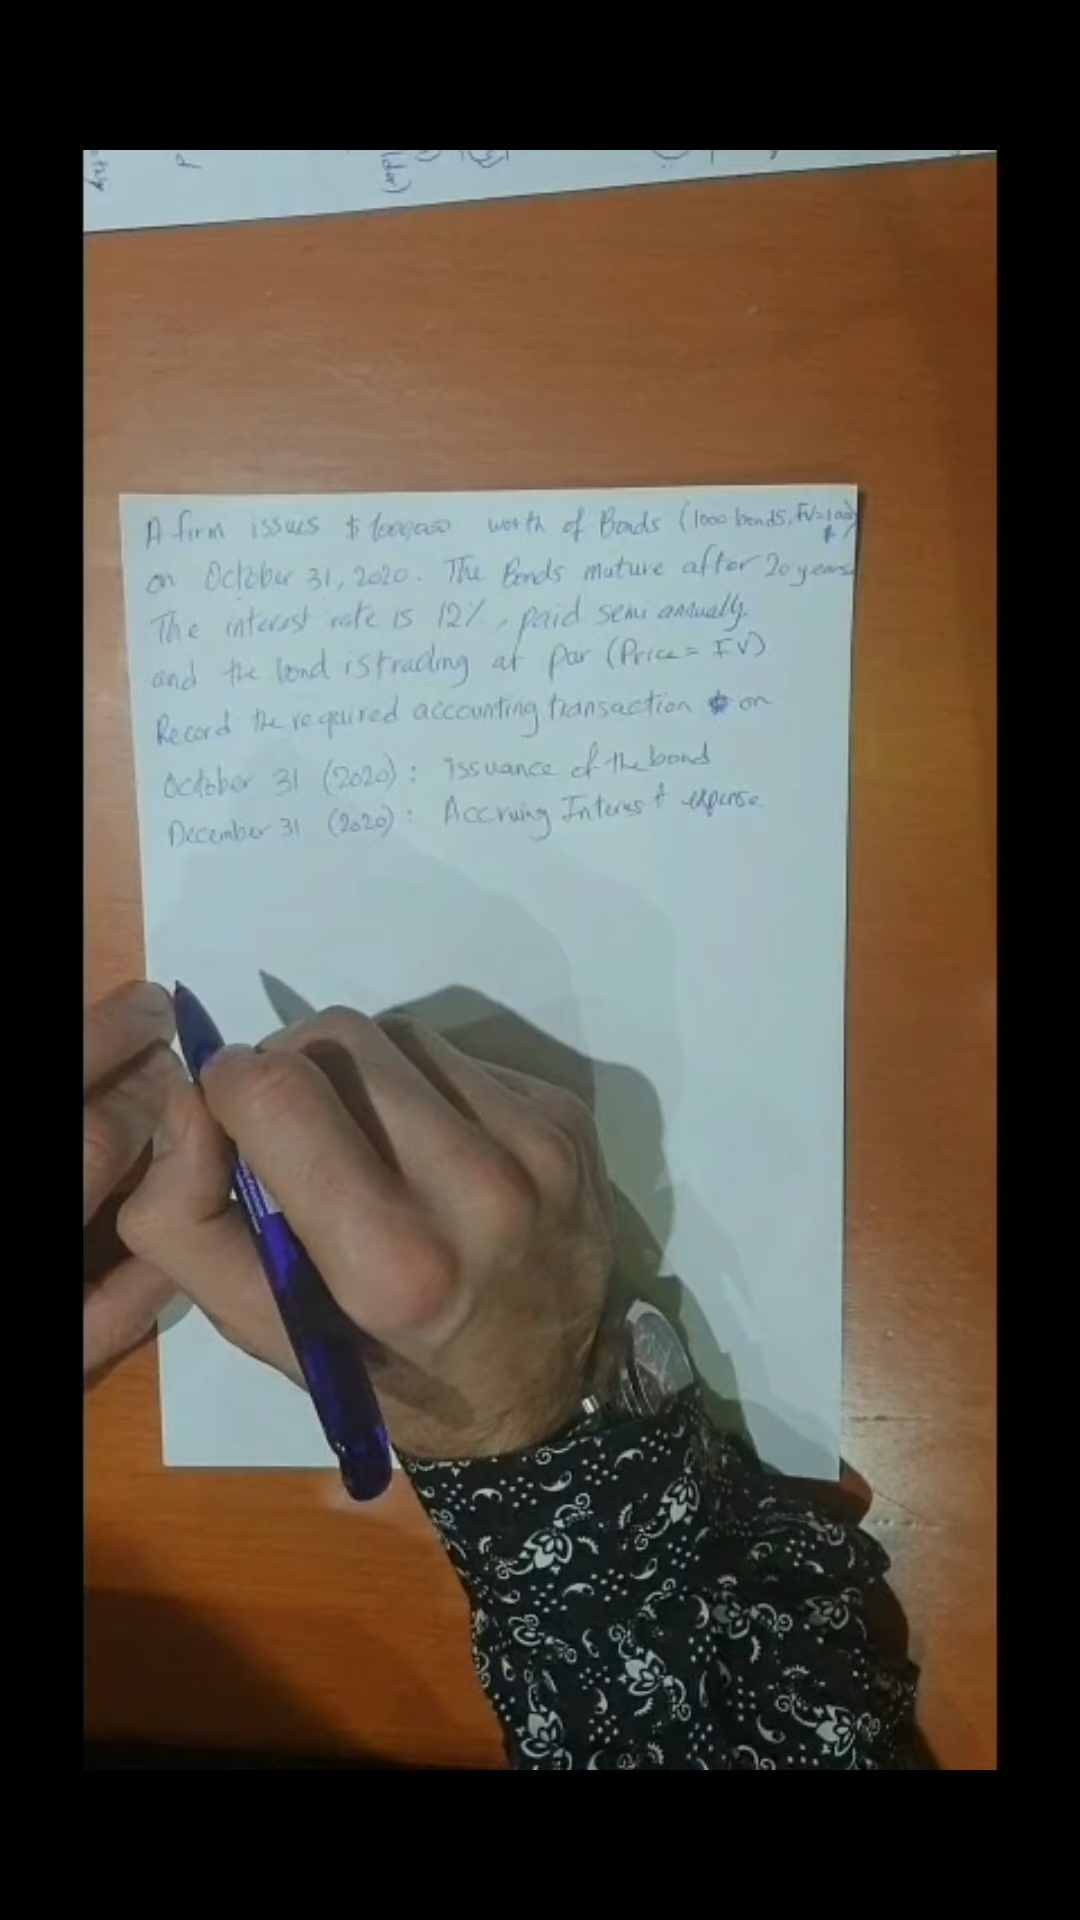 A firm issues $ 1000,000 worth of Bonds (1000 bonds, FV=1000
$)
on October 31, 2020. The Bonds mature after 20 years
The interest rate is 12%, paid semi annually
and the bond is trading at par (Price = FV)
Record the required accounting transaction on
October 31 (2020): Issuance of the bond
December 31 (2020): Accruing Interest expense